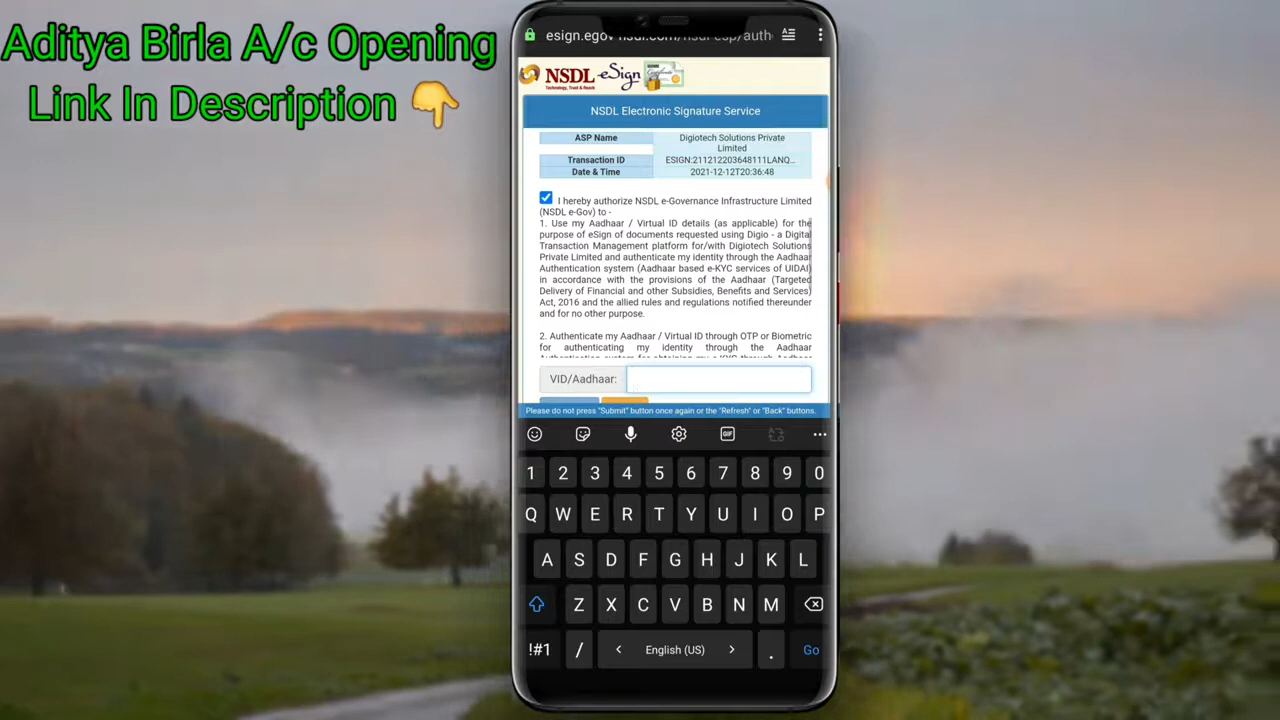 Aditya Birla A/c Opening
Link In Description 👇
NSDL eSign
Technology, Trust & Reach
NSDL Electronic Signature Service
ASP Name Digiotech Solutions Private Limited
Transaction ID ESIGN:211212203648111LANQ...
Date & Time 2021-12-12T20:36:48
I hereby authorize NSDL e-Governance Infrastructure Limited
(NSDL e-Gov) to -
1. Use my Aadhaar / Virtual ID details (as applicable) for the
purpose of eSign of documents requested using Digio - a Digital
Transaction Management platform for/with Digiotech Solutions
Private Limited and authenticate my identity through the Aadhaar
Authentication system (Aadhaar based e-KYC services of UIDAI)
in accordance with the provisions of the Aadhaar (Targeted
Delivery of Financial and other Subsidies, Benefits and Services)
Act, 2016 and the allied rules and regulations notified thereunder
and for no other purpose.
2. Authenticate my Aadhaar / Virtual ID through OTP or Biometric
for authenticating my identity through the Aadhaar
VID/Aadhaar:
Please do not press "Submit" button once again or the "Refresh" or "Back" buttons.
GIF
1 2 3 4 5 6 7 8 9 0
Q W E R T Y U I O P
A S D F G H J K L
Z X C V B N M
!#1 / < English (US) > . Go